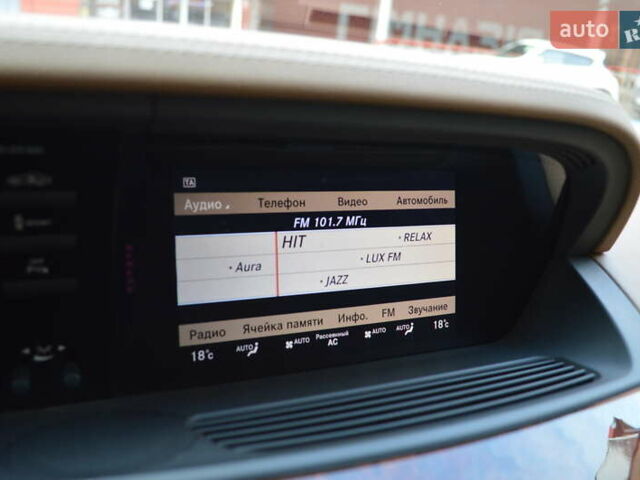 auto
R
TA
Аудио Телефон Видео Автомобиль
FM 101.7 МГц
HIT RELAX
Aura LUX FM
JAZZ
Радио Ячейка памяти Инфо. FM Звучание
18°c AUTO AUTO Рассеянный AC AUTO AUTO 18°c